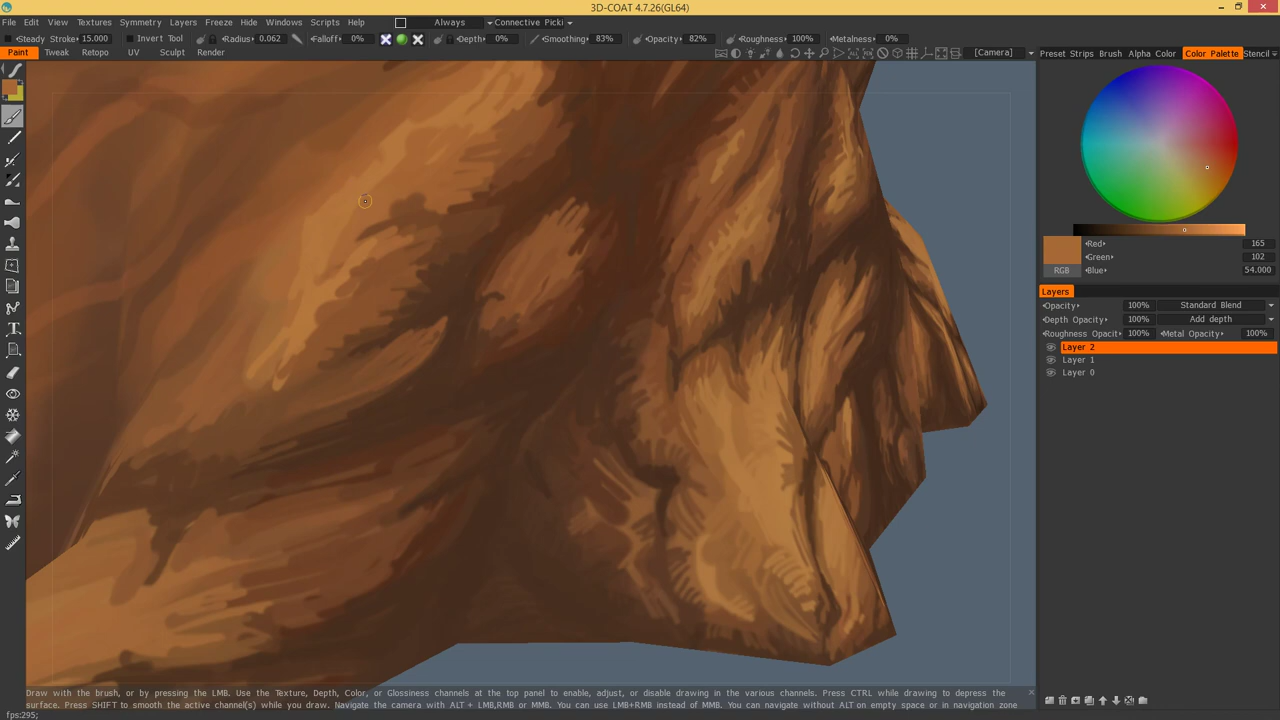 3D-COAT 4.7.26(GL64)
File Edit View Textures Symmetry Layers Freeze Hide Windows Scripts Help Always Connective Picki
Steady Stroke 15.000 Invert Tool Radius 0.062 Falloff 0% Depth 0% Smoothing 83% Opacity 82% Roughness 100% Metalness 0%
Paint Tweak Retopo UV Sculpt Render [Camera] Preset Strips Brush Alpha Color Color Palette Stencil
Red 165
Green 102
RGB Blue 54.000
Layers
Opacity 100% Standard Blend
Depth Opacity 100% Add depth
Roughness Opacit 100% Metal Opacity 100%
Layer 2
Layer 1
Layer 0
Draw with the brush, or by pressing the LMB. Use the Texture, Depth, Color, or Glossiness channels at the top panel to enable, adjust, or disable drawing in the various channels. Press CTRL while drawing to depress the
surface. Press SHIFT to smooth the active channel(s) while you draw. Navigate the camera with ALT + LMB,RMB or MMB. You can use LMB+RMB instead of MMB. You can navigate without ALT on empty space or in navigation zone
fps:295;